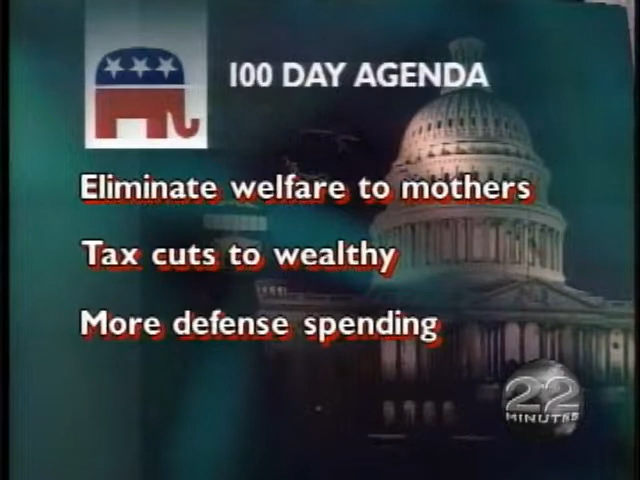 100 DAY AGENDA
Eliminate welfare to mothers
Tax cuts to wealthy
More defense spending
22
MINUTES